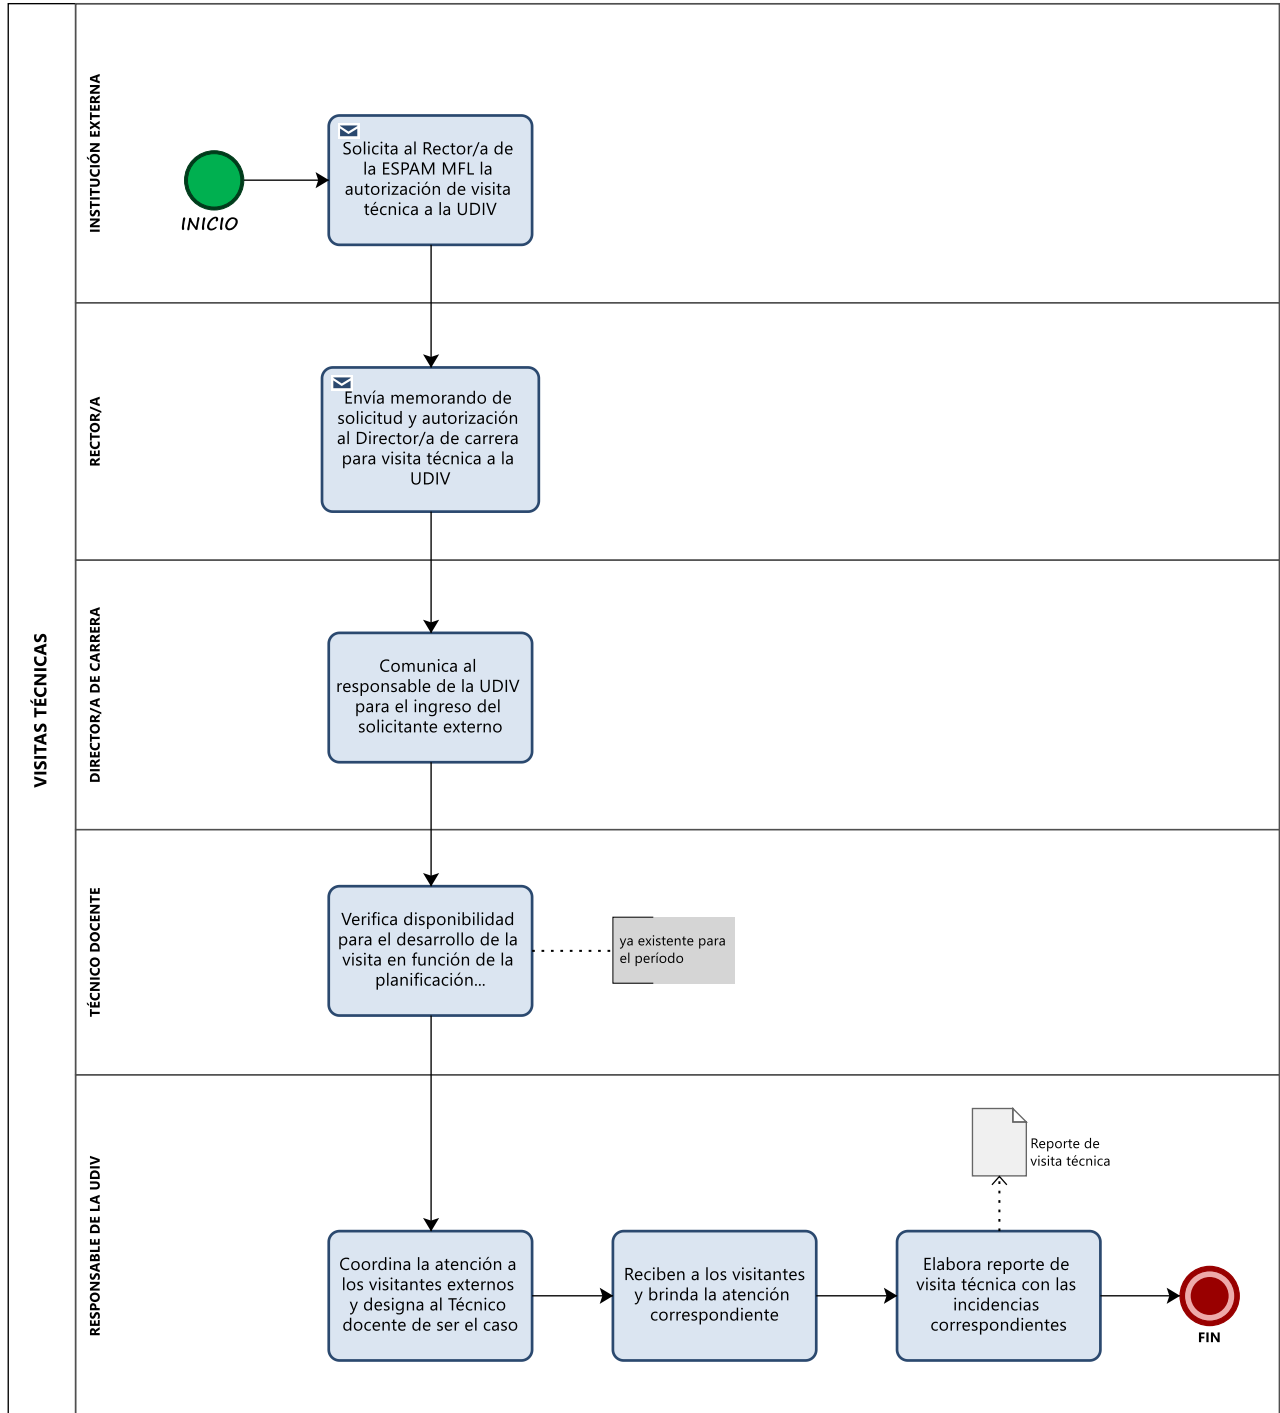 VISITAS TÉCNICAS
INSTITUCIÓN EXTERNA
INICIO
Solicita al Rector/a de
la ESPAM MFL la
autorización de visita
técnica a la UDIV
RECTOR/A
Envía memorando de
solicitud y autorización
al Director/a de carrera
para visita técnica a la
UDIV
DIRECTOR/A DE CARRERA
Comunica al
responsable de la UDIV
para el ingreso del
solicitante externo
TÉCNICO DOCENTE
Verifica disponibilidad
para el desarrollo de la
visita en función de la
planificación...
ya existente para
el período
RESPONSABLE DE LA UDIV
Coordina la atención a
los visitantes externos
y designa al Técnico
docente de ser el caso
Reciben a los visitantes
y brinda la atención
correspondiente
Reporte de
visita técnica
Elabora reporte de
visita técnica con las
incidencias
correspondientes
FIN